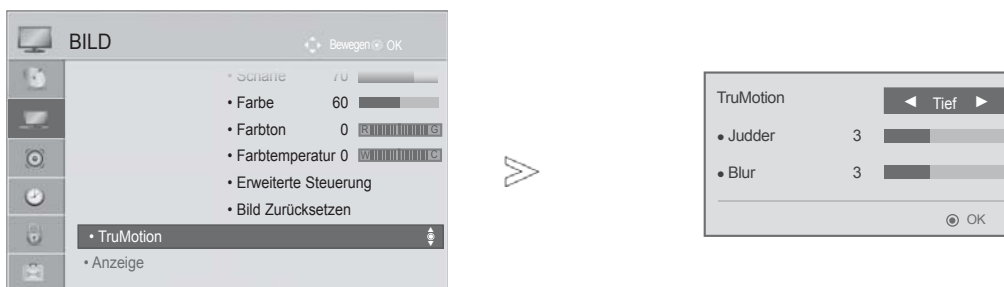 BILD
Bewegen OK
• Schärfe 70
• Farbe 60
• Farbton 0 R G
• Farbtemperatur 0 W C
• Erweiterte Steuerung
• Bild Zurücksetzen
• TruMotion
• Anzeige
TruMotion ◄ Tief ►
• Judder 3
• Blur 3
OK